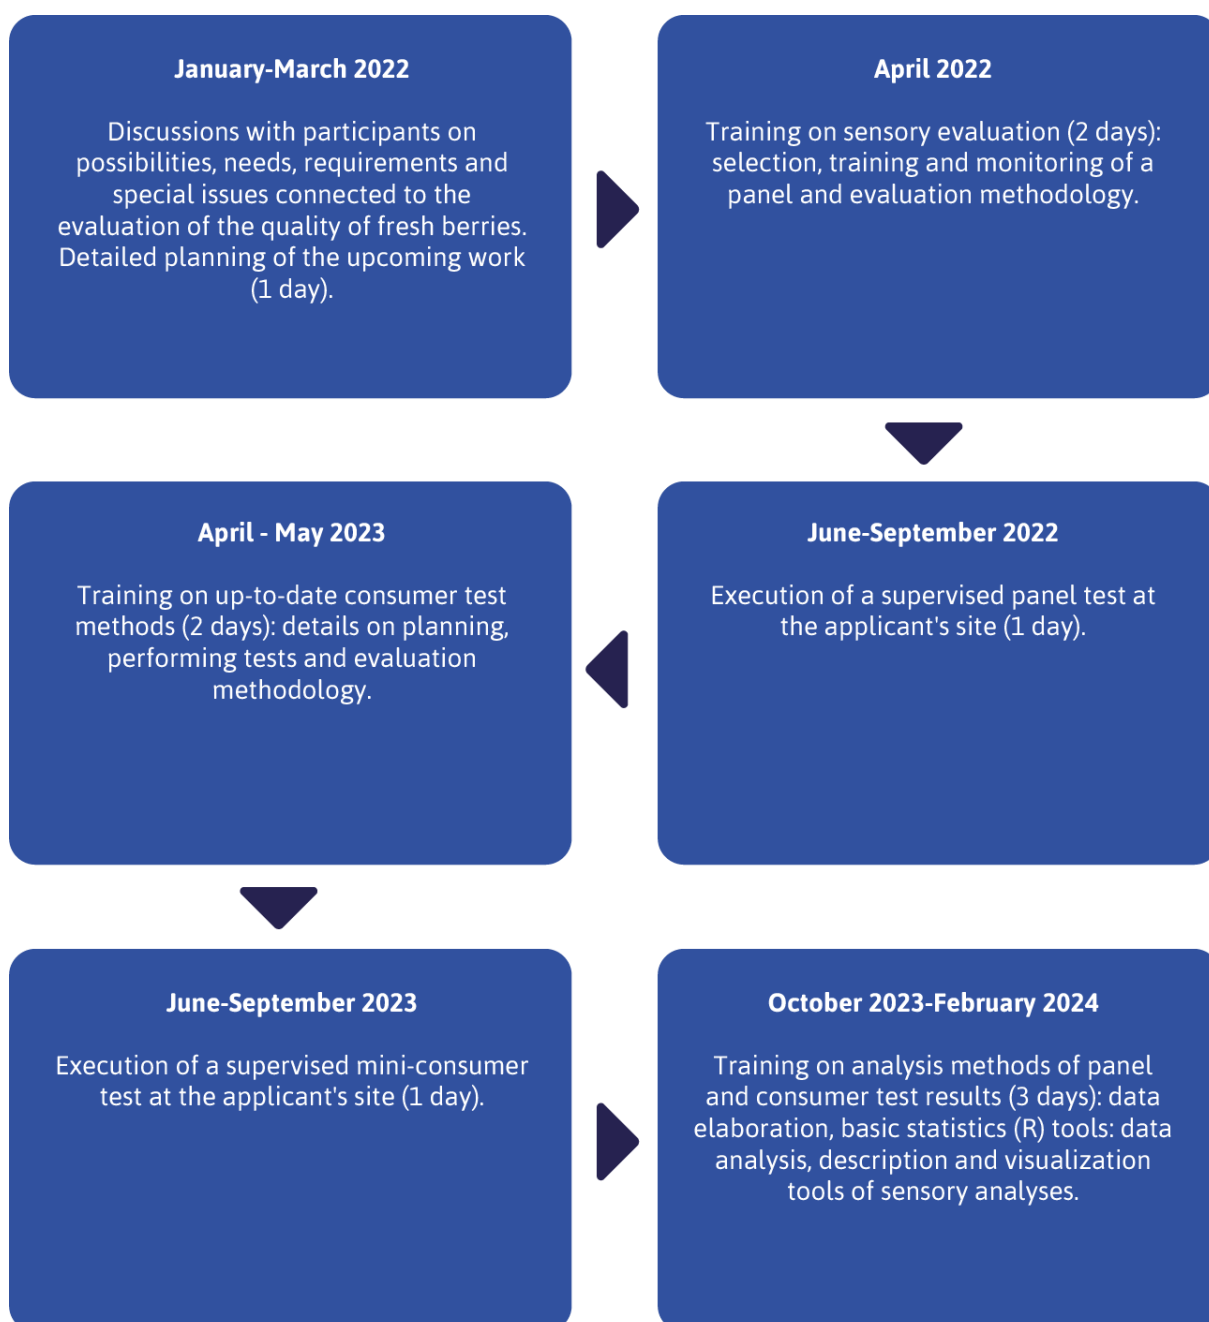 January-March 2022
Discussions with participants on
possibilities, needs, requirements and
special issues connected to the
evaluation of the quality of fresh berries.
Detailed planning of the upcoming work
(1 day).
April 2022
Training on sensory evaluation (2 days):
selection, training and monitoring of a
panel and evaluation methodology.
June-September 2022
Execution of a supervised panel test at
the applicant's site (1 day).
April - May 2023
Training on up-to-date consumer test
methods (2 days): details on planning,
performing tests and evaluation
methodology.
June-September 2023
Execution of a supervised mini-consumer
test at the applicant's site (1 day).
October 2023-February 2024
Training on analysis methods of panel
and consumer test results (3 days): data
elaboration, basic statistics (R) tools: data
analysis, description and visualization
tools of sensory analyses.